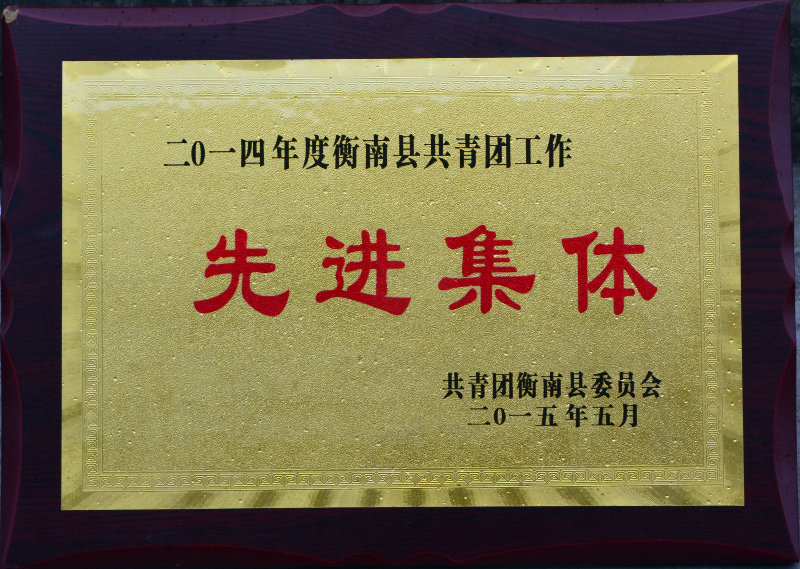 二0一四年度衡南县共青团工作
先进集体
共青团衡南县委员会
二0一五年五月